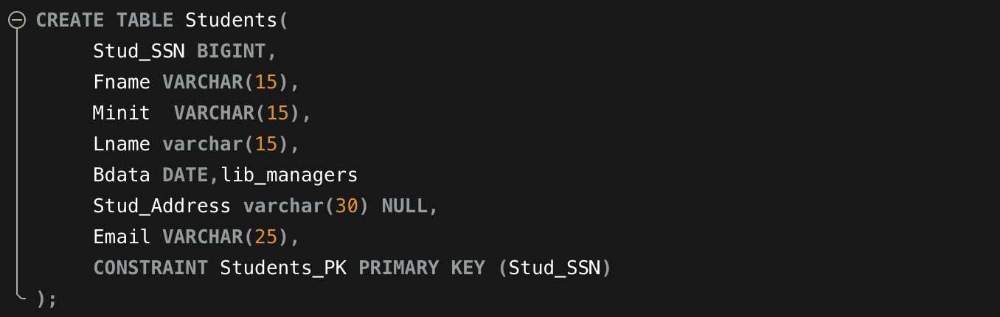 CREATE TABLE Students(
Stud_SSN BIGINT,
Fname VARCHAR(15),
Minit  VARCHAR(15),
Lname varchar(15),
Bdata DATE,lib_managers
Stud_Address varchar(30) NULL,
Email VARCHAR(25),
CONSTRAINT Students_PK PRIMARY KEY (Stud_SSN)
);